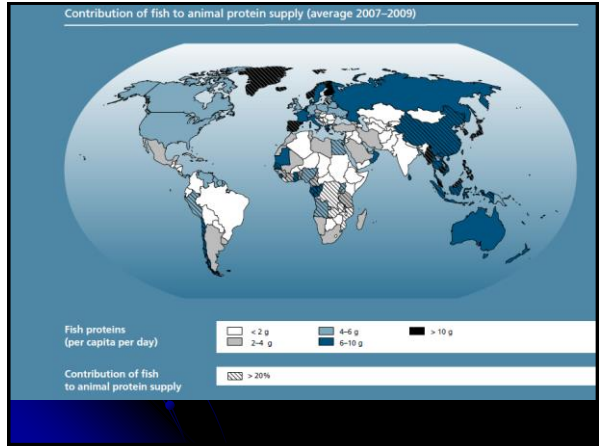 Contribution of fish to animal protein supply (average 2007–2009)
Fish proteins
(per capita per day)
< 2 g
4–6 g
> 10 g
2–4 g
6–10 g
Contribution of fish
to animal protein supply
> 20%